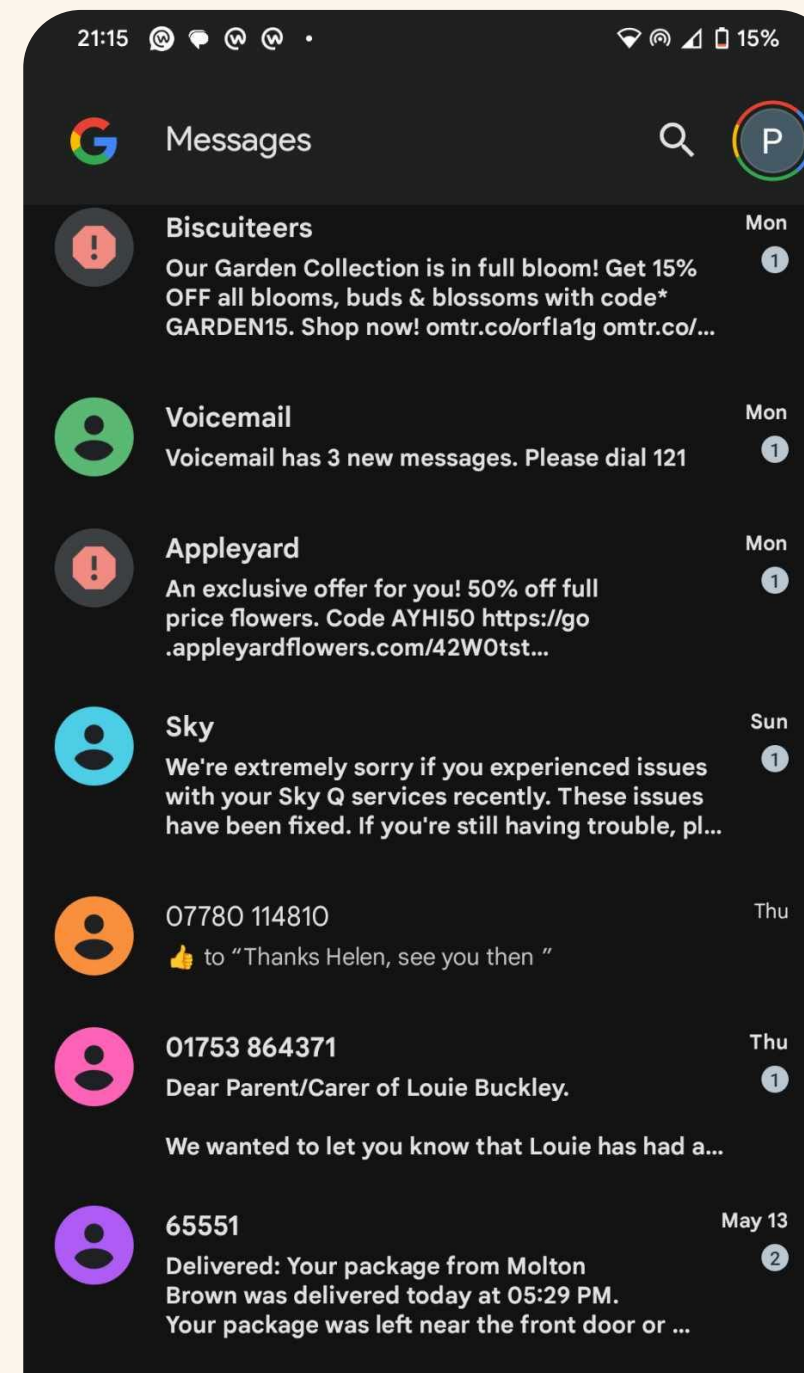 21:15
15%
Messages
P
Biscuiteers
Mon
Our Garden Collection is in full bloom! Get 15%
1
OFF all blooms, buds & blossoms with code*
GARDEN15. Shop now! omtr.co/orfIa1g omtr.co/...
Voicemail
Mon
Voicemail has 3 new messages. Please dial 121
1
Appleyard
Mon
An exclusive offer for you! 50% off full
1
price flowers. Code AYHI50 https://go
.appleyardflowers.com/42W0tst...
Sky
Sun
We're extremely sorry if you experienced issues
1
with your Sky Q services recently. These issues
have been fixed. If you're still having trouble, pl...
07780 114810
Thu
👍 to “Thanks Helen, see you then ”
01753 864371
Thu
Dear Parent/Carer of Louie Buckley.
1
We wanted to let you know that Louie has had a...
65551
May 13
Delivered: Your package from Molton
2
Brown was delivered today at 05:29 PM.
Your package was left near the front door or ...